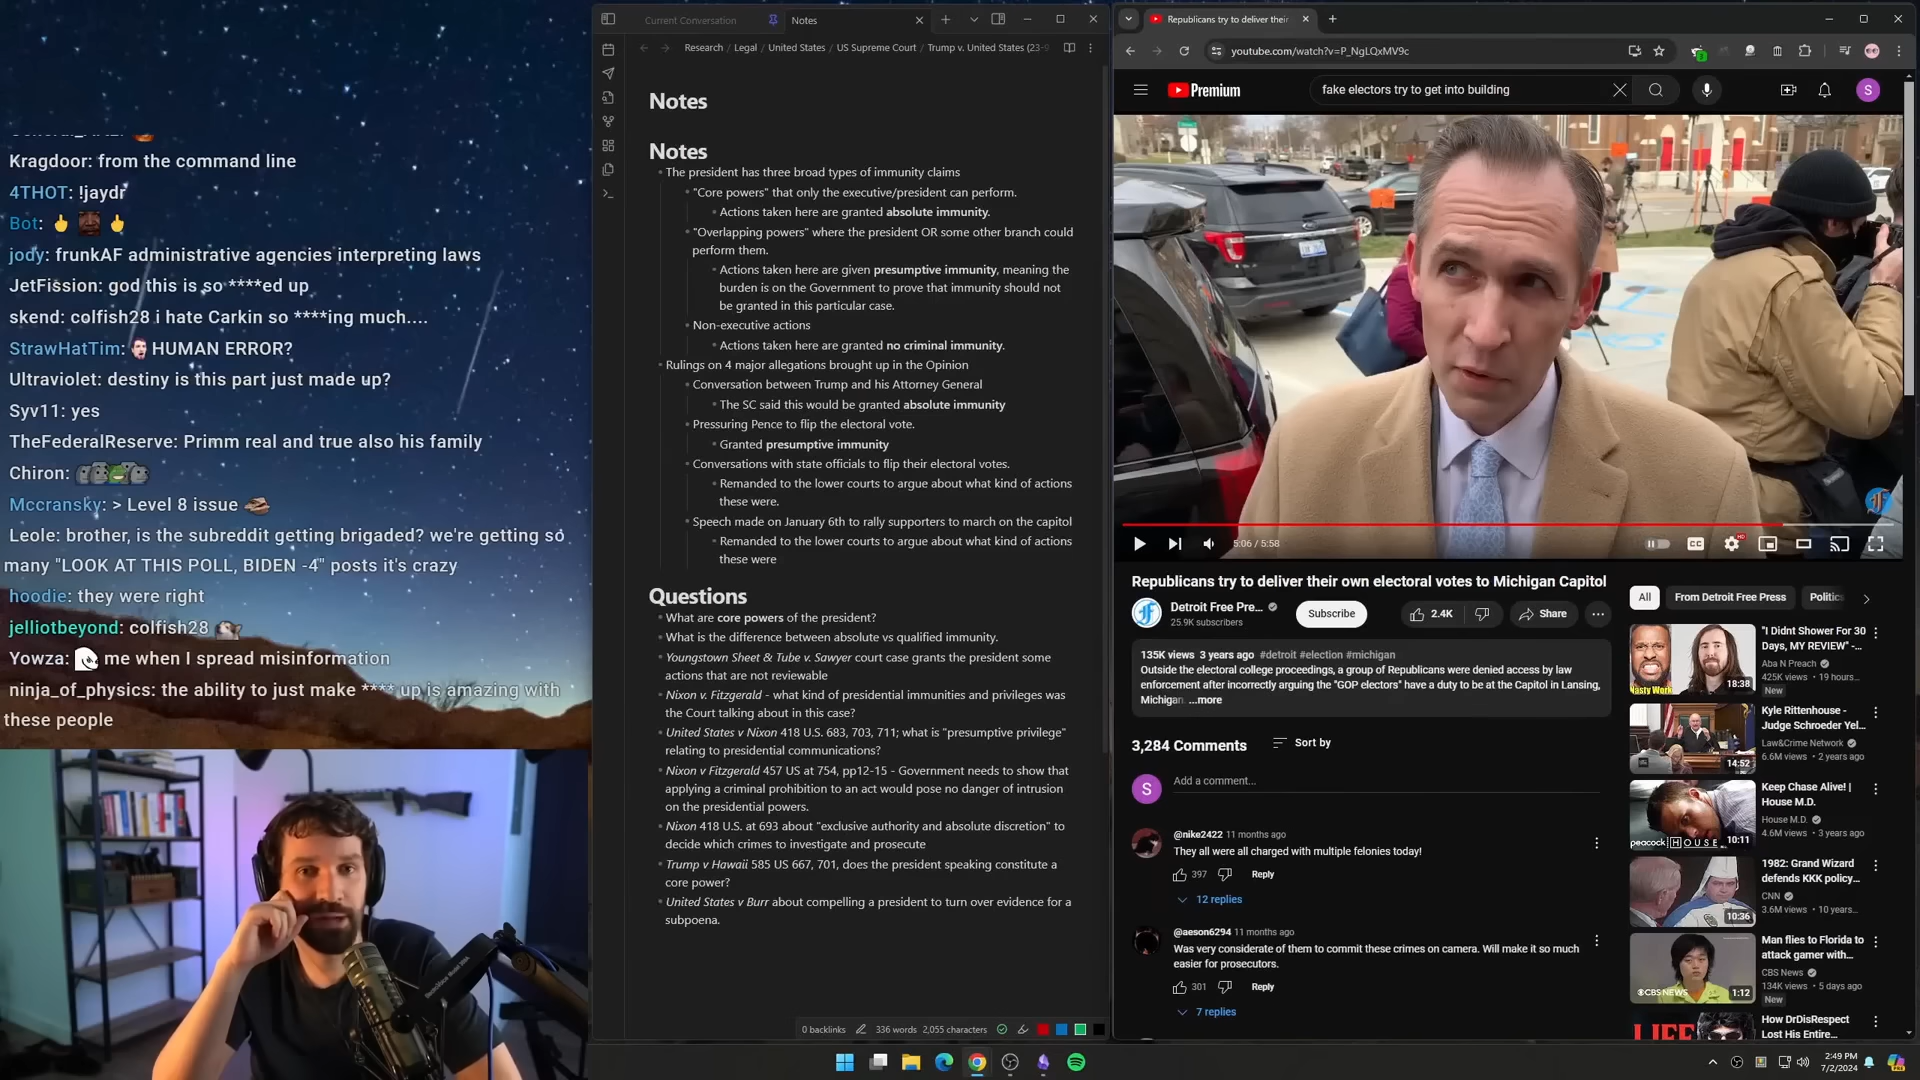 Kragdoor: from the command line
4THOT: !jaydr
Bot:
jody: frunkAF administrative agencies interpreting laws
JetFission: god this is so ****ed up
skend: colfish28 i hate Carkin so ****ing much....
StrawHatTim: HUMAN ERROR?
Ultraviolet: destiny is this part just made up?
Syv11: yes
TheFederalReserve: Primm real and true also his family
Chiron:
Mccransky: > Level 8 issue
Leole: brother, is the subreddit getting brigaded? we're getting so
many "LOOK AT THIS POLL, BIDEN -4" posts it's crazy
hoodie: they were right
jelliotbeyond: colfish28
Yowza: me when I spread misinformation
ninja_of_physics: the ability to just make **** up is amazing with
these people
Current Conversation
Notes
Research / Legal / United States / US Supreme Court / Trump v. United States (23-9
Notes
Notes
The president has three broad types of immunity claims
"Core powers" that only the executive/president can perform.
Actions taken here are granted absolute immunity.
"Overlapping powers" where the president OR some other branch could
perform them.
Actions taken here are given presumptive immunity, meaning the
burden is on the Government to prove that immunity should not
be granted in this particular case.
Non-executive actions
Actions taken here are granted no criminal immunity.
Rulings on 4 major allegations brought up in the Opinion
Conversation between Trump and his Attorney General
The SC said this would be granted absolute immunity
Pressuring Pence to flip the electoral vote.
Granted presumptive immunity
Conversations with state officials to flip their electoral votes.
Remanded to the lower courts to argue about what kind of actions
these were.
Speech made on January 6th to rally supporters to march on the capitol
Remanded to the lower courts to argue about what kind of actions
these were
Questions
What are core powers of the president?
What is the difference between absolute vs qualified immunity.
Youngstown Sheet & Tube v. Sawyer court case grants the president some
actions that are not reviewable
Nixon v. Fitzgerald - what kind of presidential immunities and privileges was
the Court talking about in this case?
United States v Nixon 418 U.S. 683, 703, 711; what is "presumptive privilege"
relating to presidential communications?
Nixon v Fitzgerald 457 US at 754, pp12-15 - Government needs to show that
applying a criminal prohibition to an act would pose no danger of intrusion
on the presidential powers.
Nixon 418 U.S. at 693 about "exclusive authority and absolute discretion" to
decide which crimes to investigate and prosecute
Trump v Hawaii 585 US 667, 701, does the president speaking constitute a
core power?
United States v Burr about compelling a president to turn over evidence for a
subpoena.
0 backlinks 336 words 2,055 characters
Republicans try to deliver thei
youtube.com/watch?v=P_NgLQxMV9c
Premium
fake electors try to get into building
S
5:06 / 5:58
CC
HD
Republicans try to deliver their own electoral votes to Michigan Capitol
Detroit Free Pre...
25.9K subscribers
Subscribe
2.4K
Share
135K views 3 years ago #detroit #election #michigan
Outside the electoral college proceedings, a group of Republicans were denied access by law
enforcement after incorrectly arguing the "GOP electors" have a duty to be at the Capitol in Lansing,
Michigan. ...more
3,284 Comments
Sort by
S
Add a comment...
@nike2422 11 months ago
They all were all charged with multiple felonies today!
397
Reply
12 replies
@aeson6294 11 months ago
Was very considerate of them to commit these crimes on camera. Will make it so much
easier for prosecutors.
301
Reply
7 replies
All
From Detroit Free Press
Politic
"I Didnt Shower For 30
Days, MY REVIEW" -...
Aba N Preach
425K views • 19 hours...
New
Nasty Work
18:38
Kyle Rittenhouse -
Judge Schroeder Yel...
Law&Crime Network
6.6M views • 2 years ago
14:52
Keep Chase Alive! |
House M.D.
House M.D.
4.6M views • 3 years ago
peacock HOUSE
10:11
1982: Grand Wizard
defends KKK policy...
CNN
3.6M views • 10 years...
10:36
Man flies to Florida to
attack gamer with...
CBS News
134K views • 5 days ago
New
CBS NEWS
1:12
How DrDisRespect
Lost His Entire...
LIFE
2:49 PM
7/2/2024